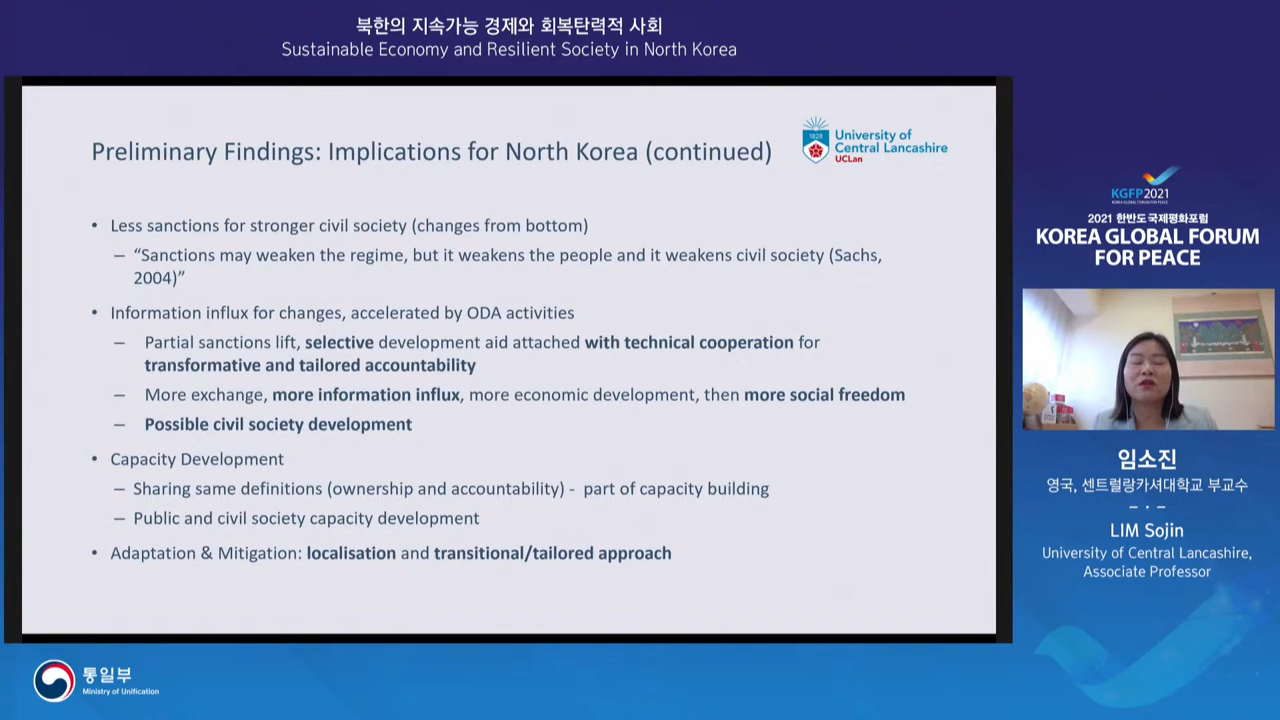 북한의 지속가능 경제와 회복탄력적 사회
Sustainable Economy and Resilient Society in North Korea
Preliminary Findings: Implications for North Korea (continued)
1828
University of
Central Lancashire
UCLan
• Less sanctions for stronger civil society (changes from bottom)
– “Sanctions may weaken the regime, but it weakens the people and it weakens civil society (Sachs,
2004)”
• Information influx for changes, accelerated by ODA activities
– Partial sanctions lift, selective development aid attached with technical cooperation for
transformative and tailored accountability
– More exchange, more information influx, more economic development, then more social freedom
– Possible civil society development
• Capacity Development
– Sharing same definitions (ownership and accountability) - part of capacity building
– Public and civil society capacity development
• Adaptation & Mitigation: localisation and transitional/tailored approach
KGFP2021
KOREA GLOBAL FORUM FOR PEACE
2021 한반도국제평화포럼
KOREA GLOBAL FORUM
FOR PEACE
임소진
영국, 센트럴랑카셔대학교 부교수
LIM Sojin
University of Central Lancashire,
Associate Professor
통일부
Ministry of Unification